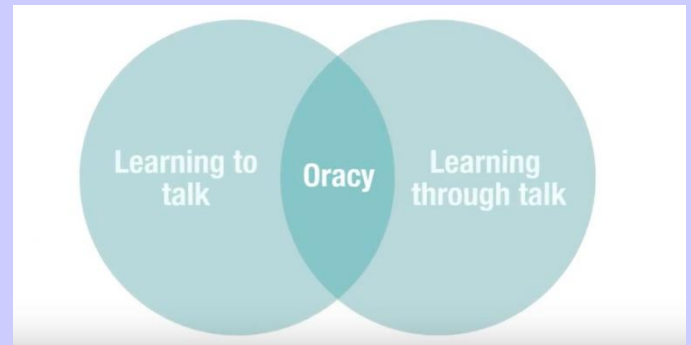 Learning to
talk
Oracy
Learning
through talk